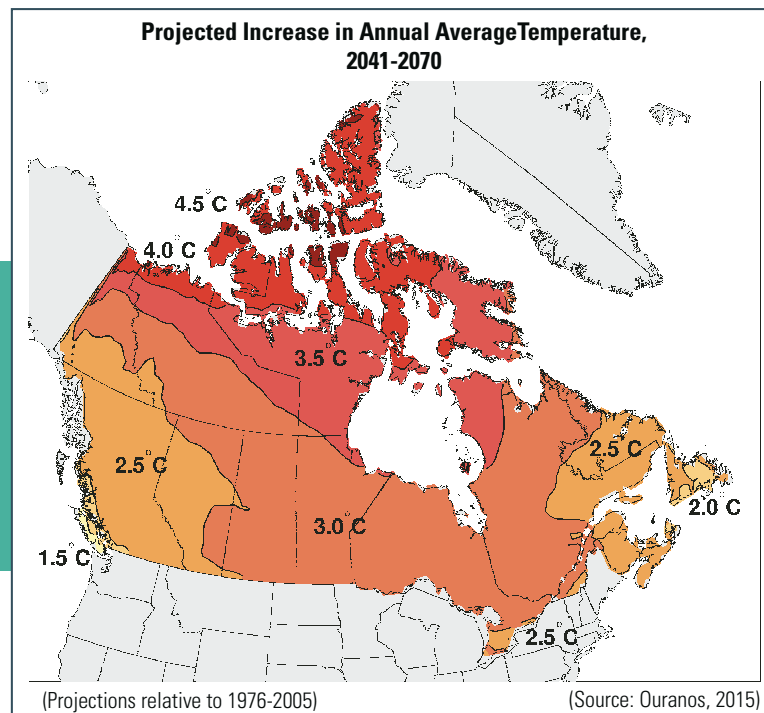 Projected Increase in Annual AverageTemperature,
2041-2070
4.5°C
4.0°C
3.5°C
2.5°C
2.5°C
2.0°C
3.0°C
1.5°C
2.5°C
(Projections relative to 1976-2005)
(Source: Ouranos, 2015)